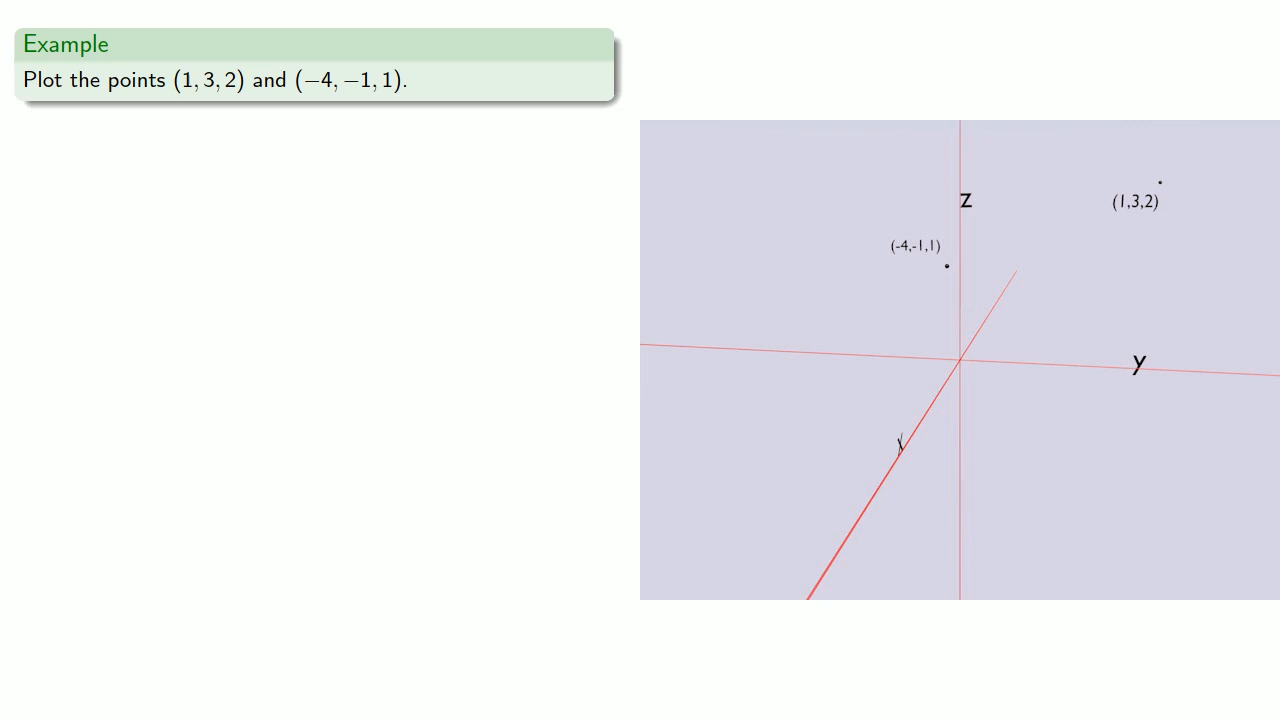 Example
Plot the points (1, 3, 2) and (−4, −1, 1).
(1,3,2)
z
(-4,-1,1)
y